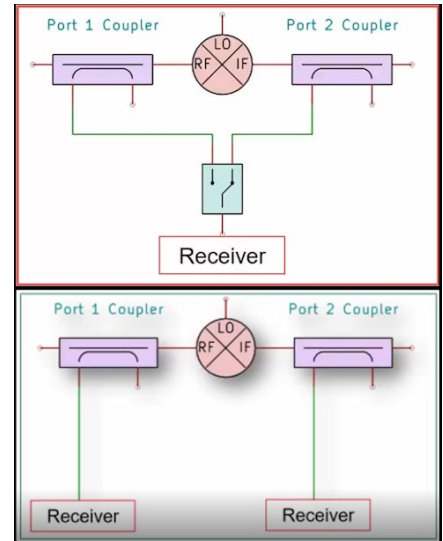 Port 1 Coupler
Port 2 Coupler
LO
RF
IF
Receiver
Port 1 Coupler
Port 2 Coupler
LO
RF
IF
Receiver
Receiver